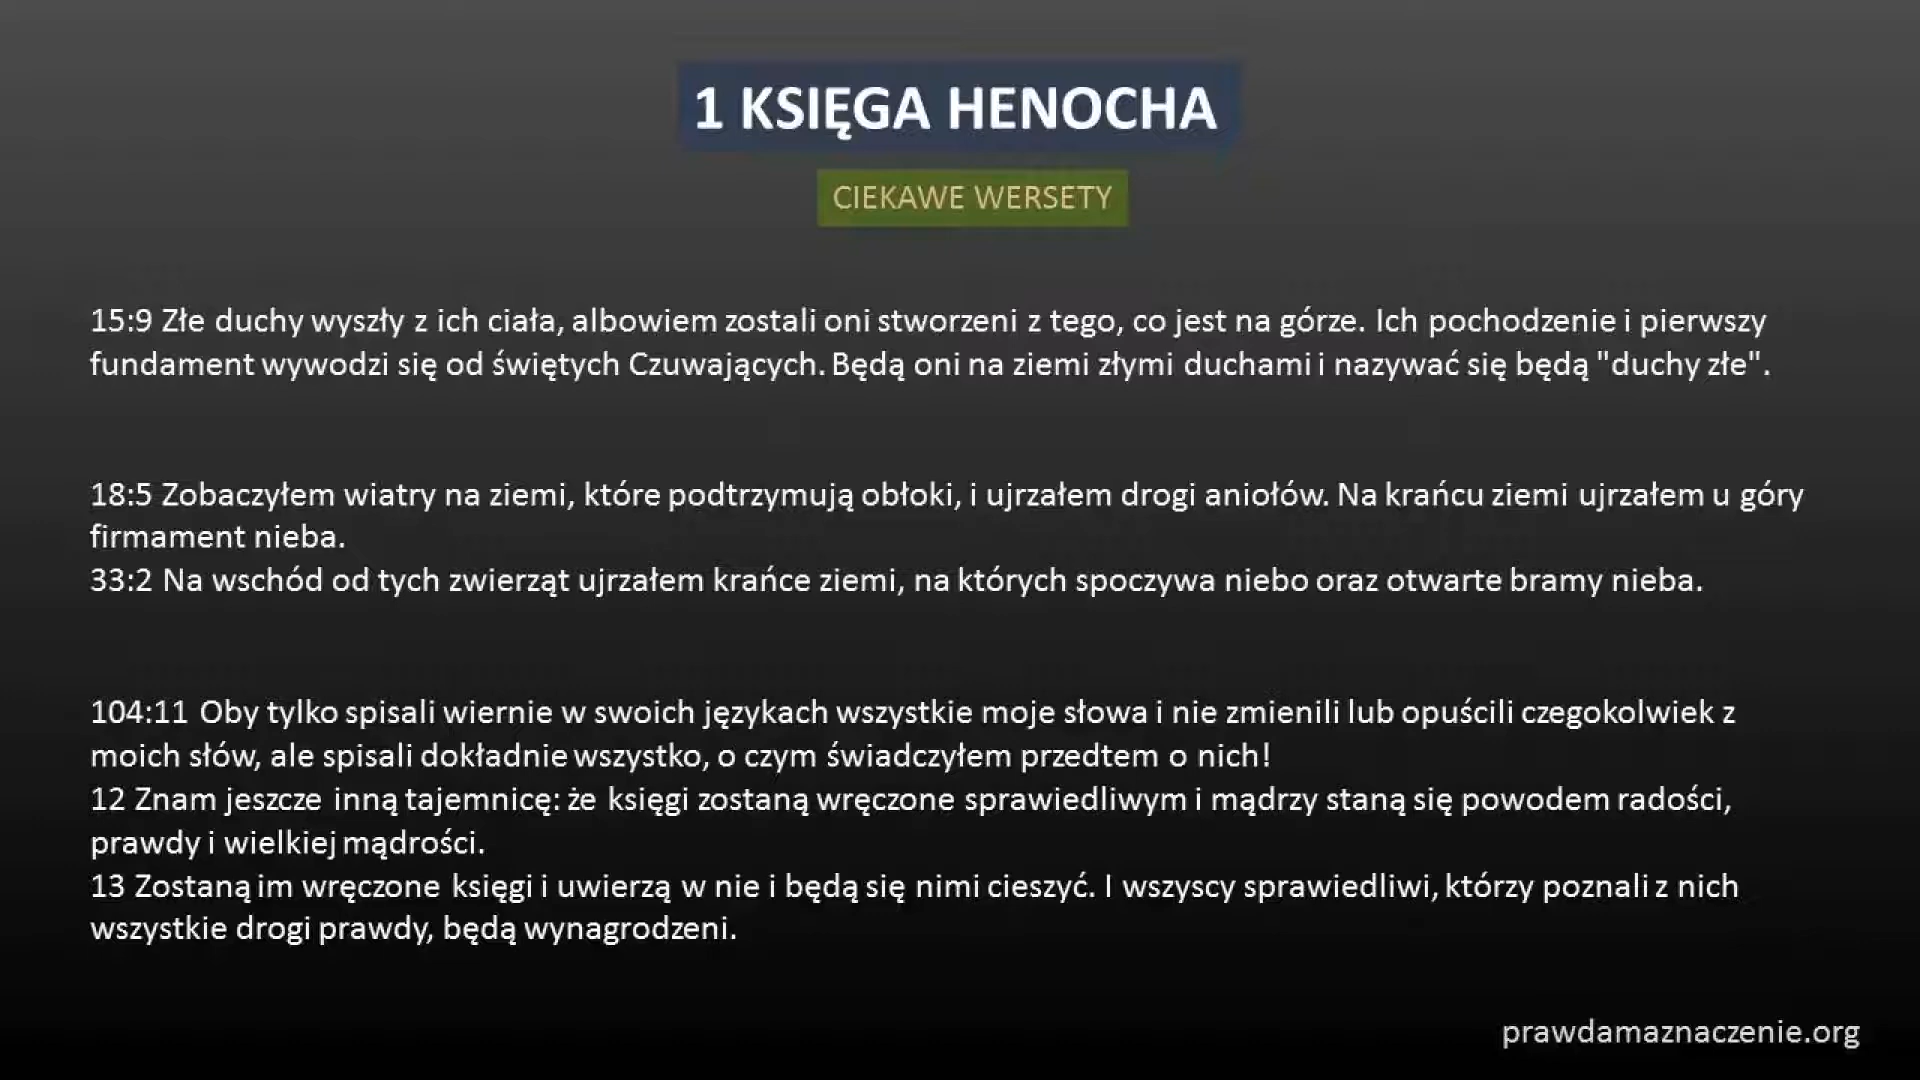 1 KSIĘGA HENOCHA
CIEKAWE WERSETY
15:9 Złe duchy wyszły z ich ciała, albowiem zostali oni stworzeni z tego, co jest na górze. Ich pochodzenie i pierwszy
fundament wywodzi się od świętych Czuwających. Będą oni na ziemi złymi duchami i nazywać się będą "duchy złe".
18:5 Zobaczyłem wiatry na ziemi, które podtrzymują obłoki, i ujrzałem drogi aniołów. Na krańcu ziemi ujrzałem u góry
firmament nieba.
33:2 Na wschód od tych zwierząt ujrzałem krańce ziemi, na których spoczywa niebo oraz otwarte bramy nieba.
104:11 Oby tylko spisali wiernie w swoich językach wszystkie moje słowa i nie zmienili lub opuścili czegokolwiek z
moich słów, ale spisali dokładnie wszystko, o czym świadczyłem przedtem o nich!
12 Znam jeszcze inną tajemnicę: że księgi zostaną wręczone sprawiedliwym i mądrzy staną się powodem radości,
prawdy i wielkiej mądrości.
13 Zostaną im wręczone księgi i uwierzą w nie i będą się nimi cieszyć. I wszyscy sprawiedliwi, którzy poznali z nich
wszystkie drogi prawdy, będą wynagrodzeni.
prawdamaznaczenie.org